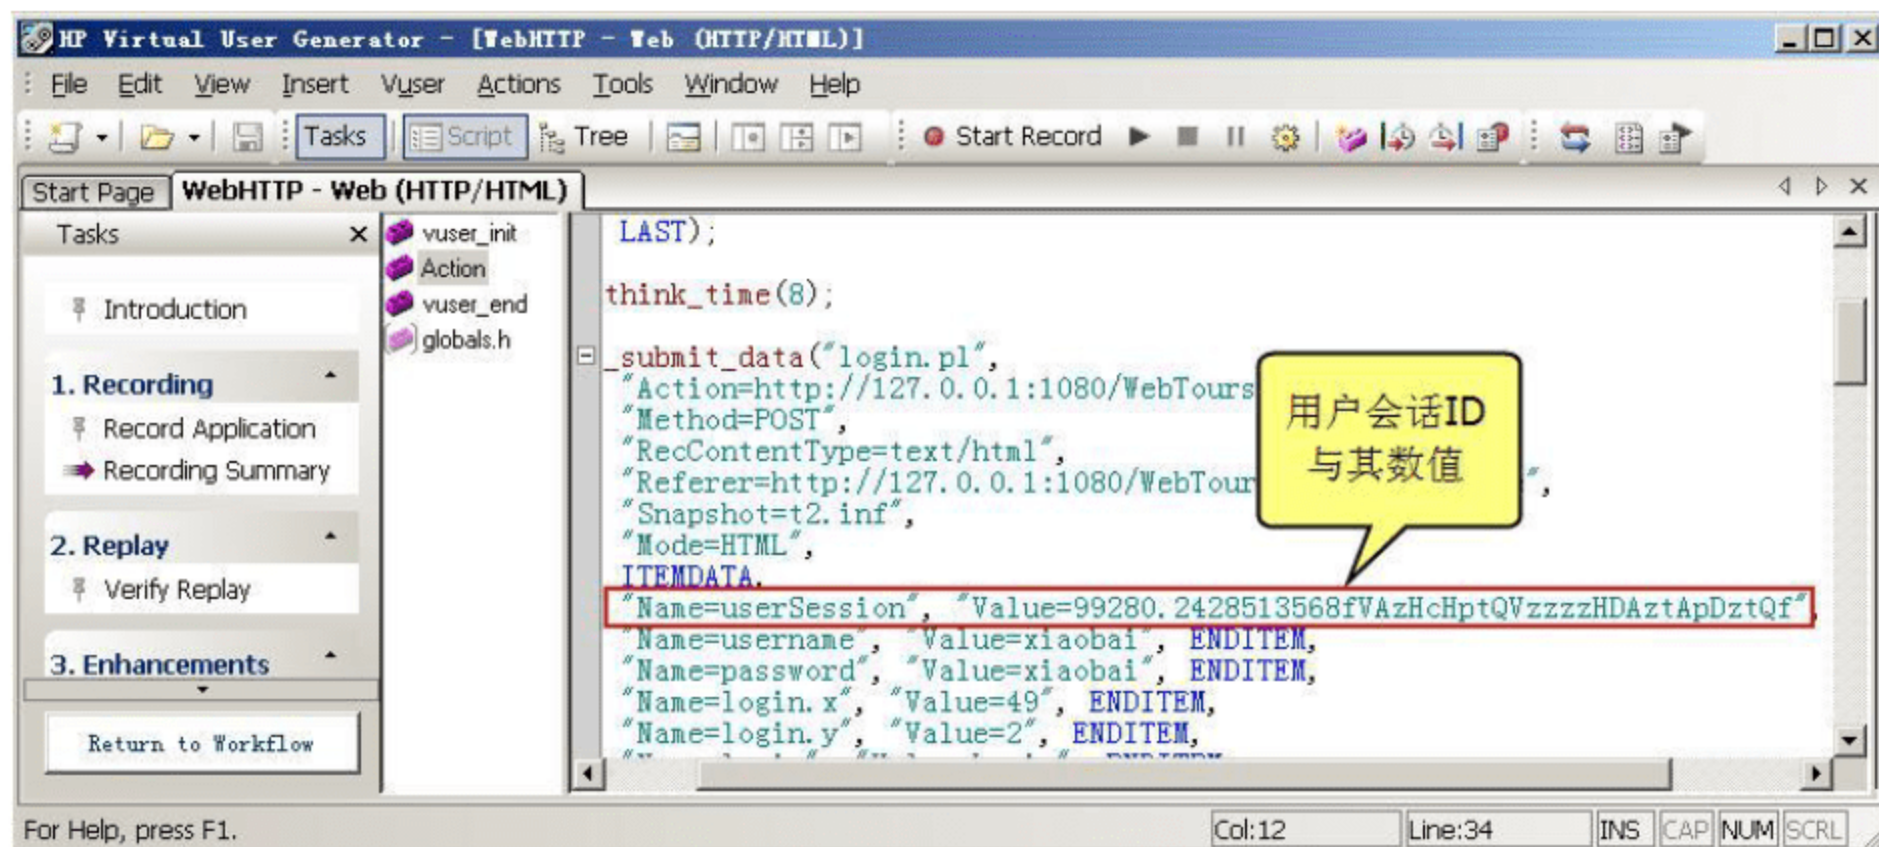 HP Virtual User Generator - [WebHTTP - Web (HTTP/HTML)]
File Edit View Insert Vuser Actions Tools Window Help
Tasks Script Tree Start Record
Start Page WebHTTP - Web (HTTP/HTML)
Tasks
Introduction
1. Recording
Record Application
Recording Summary
2. Replay
Verify Replay
3. Enhancements
Return to Workflow
vuser_init
Action
vuser_end
globals.h
LAST);
think_time(8);
_submit_data("login.pl",
"Action=http://127.0.0.1:1080/WebTours
"Method=POST",
"RecContentType=text/html",
"Referer=http://127.0.0.1:1080/WebTour
",
"Snapshot=t2.inf",
"Mode=HTML",
ITEMDATA,
"Name=userSession", "Value=99280.2428513568fVAzHcHptQVzzzzHDAztApDztQf",
"Name=username", "Value=xiaobai", ENDITEM,
"Name=password", "Value=xiaobai", ENDITEM,
"Name=login.x", "Value=49", ENDITEM,
"Name=login.y", "Value=2", ENDITEM,
用户会话ID
与其数值
For Help, press F1.
Col:12
Line:34
INS CAP NUM SCRL